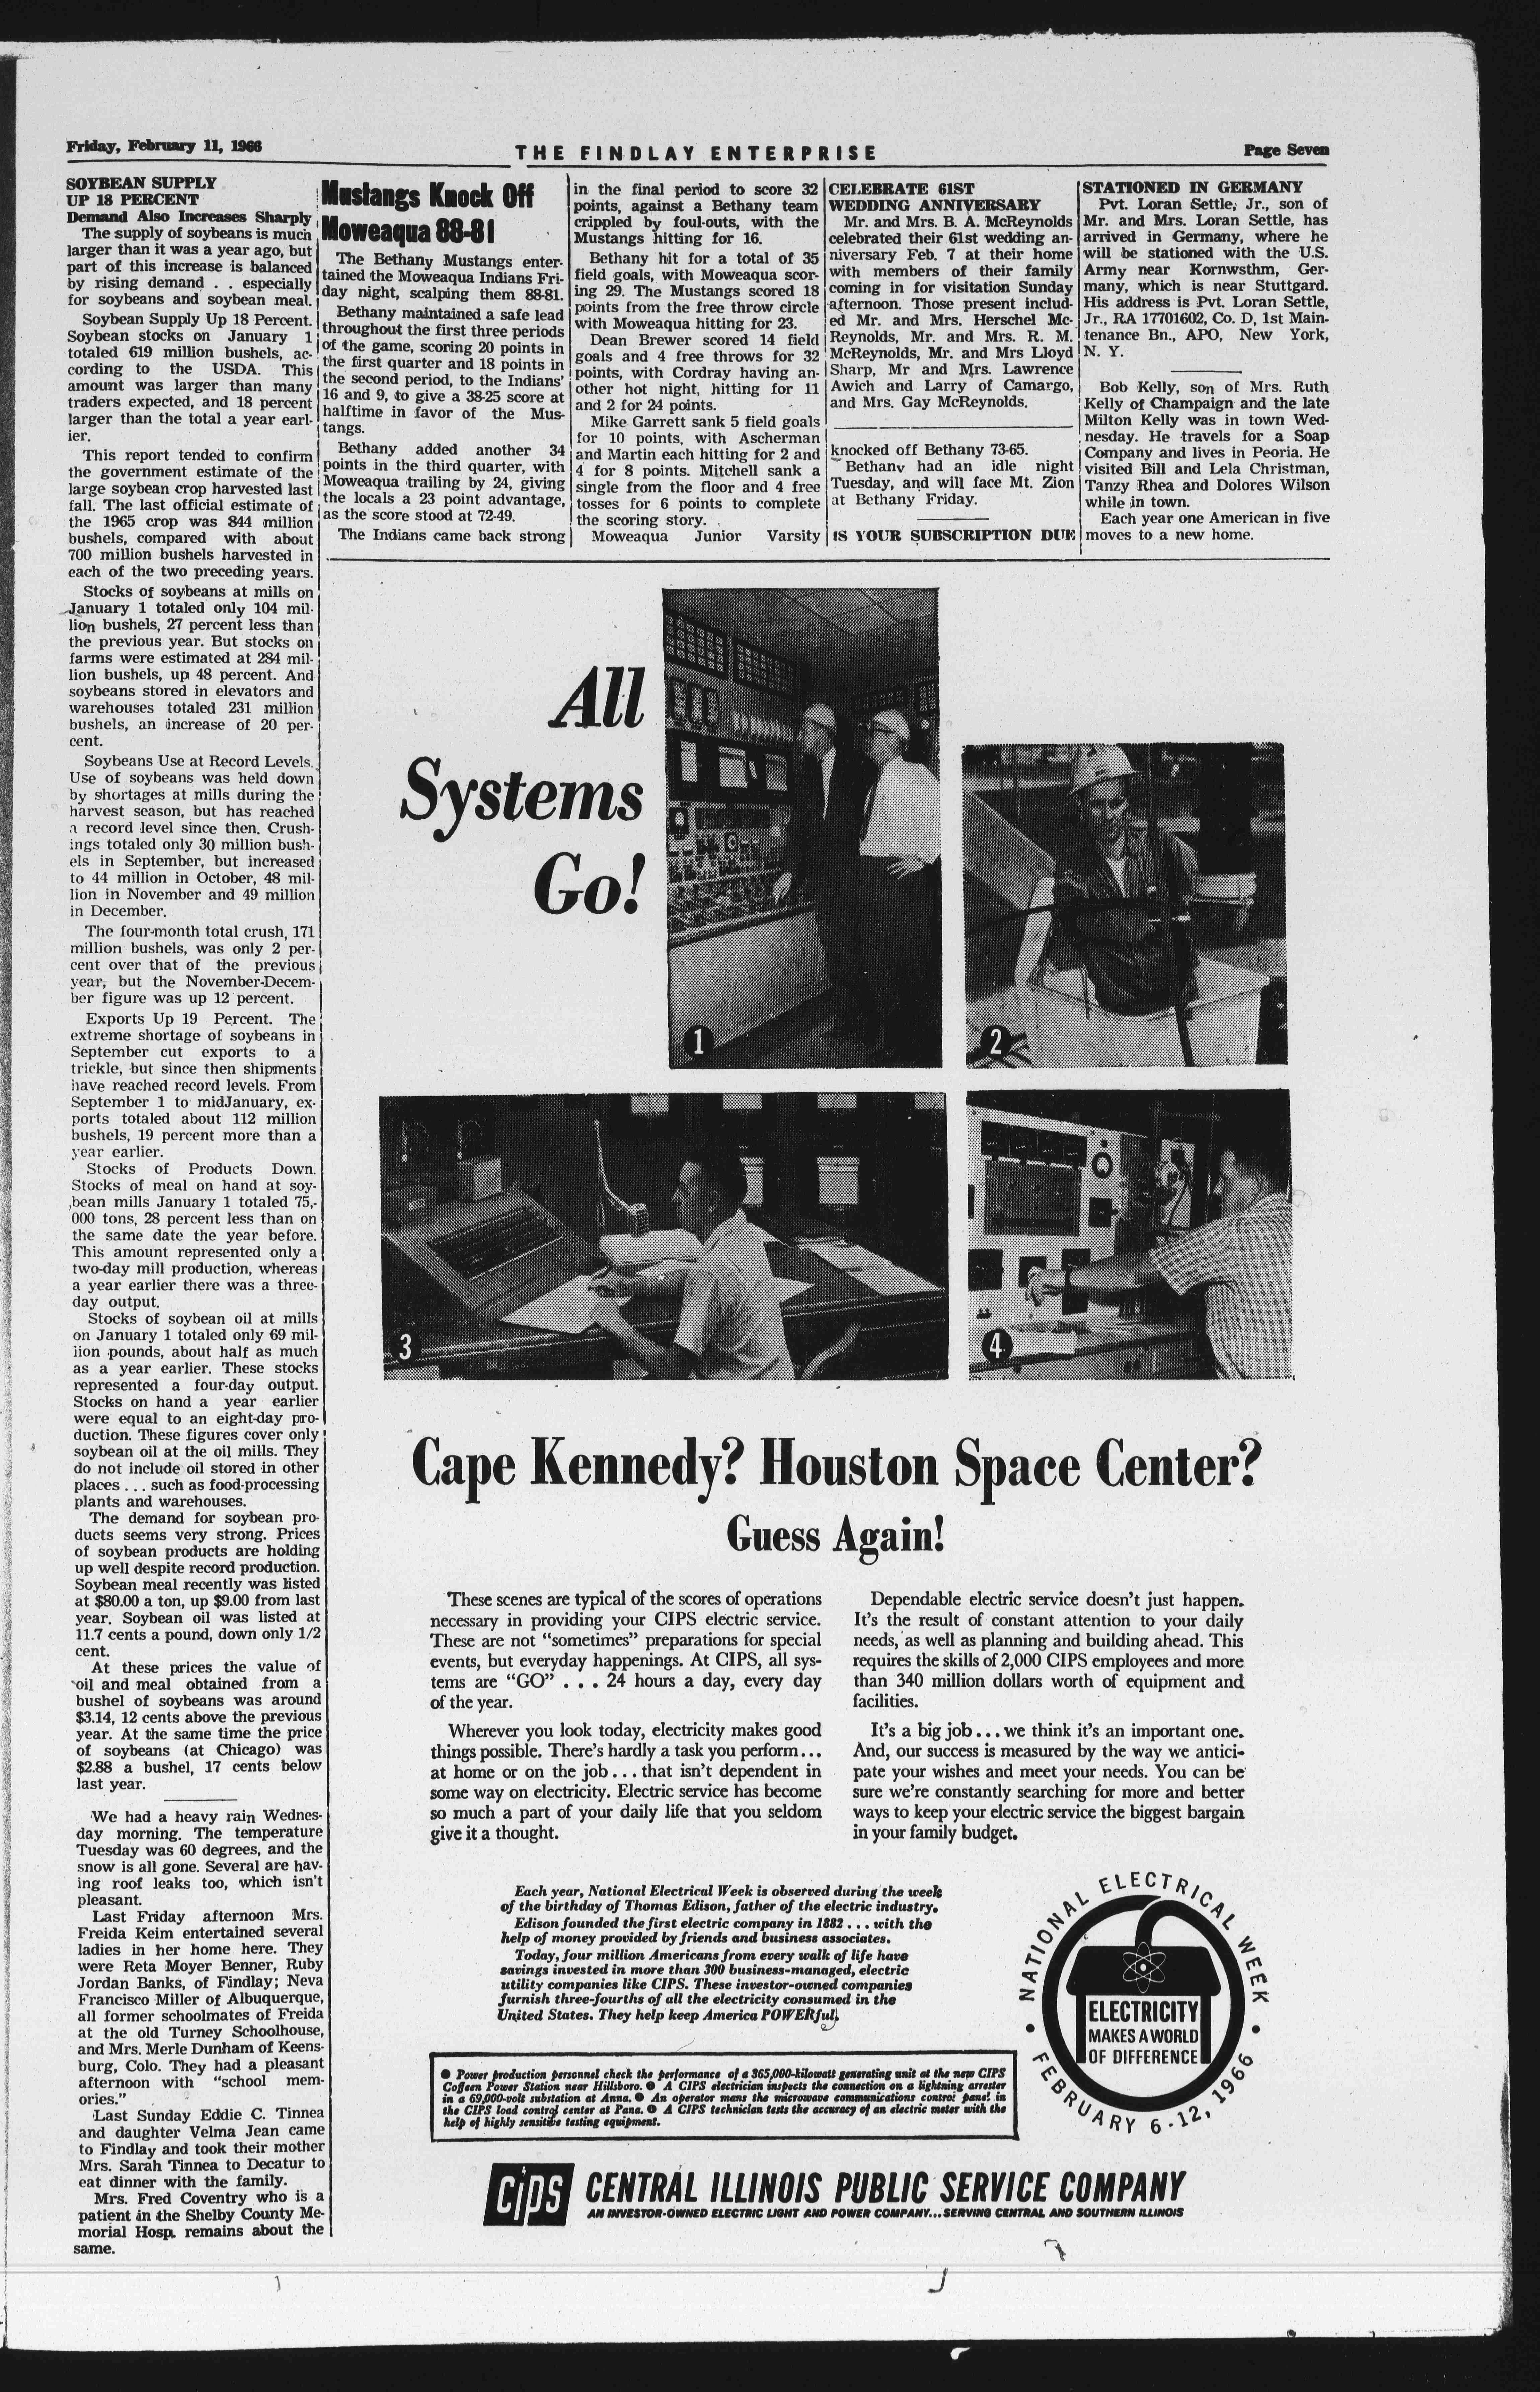 Friday, February 11, 1966
THE FINDLAY ENTERPRISE
Page Seven
SOYBEAN SUPPLY
UP 18 PERCENT
Demand Also Increases Sharply
The supply of soybeans is much
larger than it was a year ago, but
part of this increase is balanced
by rising demand . . especially
for soybeans and soybean meal.
Soybean Supply Up 18 Percent.
Soybean stocks on January 1
totaled 619 million bushels, ac-
cording to the USDA. This
amount was larger than many
traders expected, and 18 percent
larger than the total a year earl-
ier.
This report tended to confirm
the government estimate of the
large soybean crop harvested last
fall. The last official estimate of
the 1965 crop was 844 million
bushels, compared with about
700 million bushels harvested in
each of the two preceding years.
Stocks of soybeans at mills on
January 1 totaled only 104 mil-
lion bushels, 27 percent less than
the previous year. But stocks on
farms were estimated at 284 mil-
lion bushels, up 48 percent. And
soybeans stored in elevators and
warehouses totaled 231 million
bushels, an increase of 20 per-
cent.
Soybeans Use at Record Levels.
Use of soybeans was held down
by shortages at mills during the
harvest season, but has reached
a record level since then. Crush-
ings totaled only 30 million bush-
els in September, but increased
to 44 million in October, 48 mil-
lion in November and 49 million
in December.
The four-month total crush, 171
million bushels, was only 2 per-
cent over that of the previous
year, but the November-Decem-
ber figure was up 12 percent.
Exports Up 19 Percent. The
extreme shortage of soybeans in
September cut exports to a
trickle, but since then shipments
have reached record levels. From
September 1 to midJanuary, ex-
ports totaled about 112 million
bushels, 19 percent more than a
year earlier.
Stocks of Products Down.
Stocks of meal on hand at soy-
bean mills January 1 totaled 75,-
000 tons, 28 percent less than on
the same date the year before.
This amount represented only a
two-day mill production, whereas
a year earlier there was a three-
day output.
Stocks of soybean oil at mills
on January 1 totaled only 69 mil-
lion pounds, about half as much
as a year earlier. These stocks
represented a four-day output.
Stocks on hand a year earlier
were equal to an eight-day pro-
duction. These figures cover only
soybean oil at the oil mills. They
do not include oil stored in other
places . . . such as food-processing
plants and warehouses.
The demand for soybean pro-
ducts seems very strong. Prices
of soybean products are holding
up well despite record production.
Soybean meal recently was listed
at $80.00 a ton, up $9.00 from last
year. Soybean oil was listed at
11.7 cents a pound, down only 1/2
cent.
At these prices the value of
oil and meal obtained from a
bushel of soybeans was around
$3.14, 12 cents above the previous
year. At the same time the price
of soybeans (at Chicago) was
$2.88 a bushel, 17 cents below
last year.
We had a heavy rain Wednes-
day morning. The temperature
Tuesday was 60 degrees, and the
snow is all gone. Several are hav-
ing roof leaks too, which isn't
pleasant.
Last Friday afternoon Mrs.
Freida Keim entertained several
ladies in her home here. They
were Reta Moyer Benner, Ruby
Jordan Banks, of Findlay; Neva
Francisco Miller of Albuquerque,
all former schoolmates of Freida
at the old Turney Schoolhouse,
and Mrs. Merle Dunham of Keens-
burg, Colo. They had a pleasant
afternoon with "school mem-
ories."
Last Sunday Eddie C. Tinnea
and daughter Velma Jean came
to Findlay and took their mother
Mrs. Sarah Tinnea to Decatur to
eat dinner with the family.
Mrs. Fred Coventry who is a
patient in the Shelby County Me-
morial Hosp. remains about the
same.
Mustangs Knock Off
Moweaqua 88-81
The Bethany Mustangs enter-
tained the Moweaqua Indians Fri-
day night, scalping them 88-81.
Bethany maintained a safe lead
throughout the first three periods
of the game, scoring 20 points in
the first quarter and 18 points in
the second period, to the Indians'
16 and 9, to give a 38-25 score at
halftime in favor of the Mus-
tangs.
Bethany added another 34
points in the third quarter, with
Moweaqua trailing by 24, giving
the locals a 23 point advantage,
as the score stood at 72-49.
The Indians came back strong
in the final period to score 32
points, against a Bethany team
crippled by foul-outs, with the
Mustangs hitting for 16.
Bethany hit for a total of 35
field goals, with Moweaqua scor-
ing 29. The Mustangs scored 18
points from the free throw circle
with Moweaqua hitting for 23.
Dean Brewer scored 14 field
goals and 4 free throws for 32
points, with Cordray having an-
other hot night, hitting for 11
and 2 for 24 points.
Mike Garrett sank 5 field goals
for 10 points, with Ascherman
and Martin each hitting for 2 and
4 for 8 points. Mitchell sank a
single from the floor and 4 free
tosses for 6 points to complete
the scoring story.
Moweaqua Junior Varsity
CELEBRATE 61ST
WEDDING ANNIVERSARY
Mr. and Mrs. B. A. McReynolds
celebrated their 61st wedding an-
niversary Feb. 7 at their home
with members of their family
coming in for visitation Sunday
afternoon. Those present includ-
ed Mr. and Mrs. Herschel Mc-
Reynolds, Mr. and Mrs. R. M.
McReynolds, Mr. and Mrs Lloyd
Sharp, Mr and Mrs. Lawrence
Awich and Larry of Camargo,
and Mrs. Gay McReynolds.
knocked off Bethany 73-65.
Bethany had an idle night
Tuesday, and will face Mt. Zion
at Bethany Friday.
IS YOUR SUBSCRIPTION DUE
STATIONED IN GERMANY
Pvt. Loran Settle, Jr., son of
Mr. and Mrs. Loran Settle, has
arrived in Germany, where he
will be stationed with the U.S.
Army near Kornwsthm, Ger-
many, which is near Stuttgard.
His address is Pvt. Loran Settle,
Jr., RA 17701602, Co. D, 1st Main-
tenance Bn., APO, New York,
N. Y.
Bob Kelly, son of Mrs. Ruth
Kelly of Champaign and the late
Milton Kelly was in town Wed-
nesday. He travels for a Soap
Company and lives in Peoria. He
visited Bill and Lela Christman,
Tanzy Rhea and Dolores Wilson
while in town.
Each year one American in five
moves to a new home.
All
Systems
Go!
1
2
3
4
Cape Kennedy? Houston Space Center?
Guess Again!
These scenes are typical of the scores of operations
necessary in providing your CIPS electric service.
These are not "sometimes" preparations for special
events, but everyday happenings. At CIPS, all sys-
tems are "GO" . . . 24 hours a day, every day
of the year.
Wherever you look today, electricity makes good
things possible. There's hardly a task you perform...
at home or on the job . . . that isn't dependent in
some way on electricity. Electric service has become
so much a part of your daily life that you seldom
give it a thought.
Dependable electric service doesn't just happen.
It's the result of constant attention to your daily
needs, as well as planning and building ahead. This
requires the skills of 2,000 CIPS employees and more
than 340 million dollars worth of equipment and
facilities.
It's a big job . . . we think it's an important one.
And, our success is measured by the way we antici-
pate your wishes and meet your needs. You can be
sure we're constantly searching for more and better
ways to keep your electric service the biggest bargain
in your family budget.
Each year, National Electrical Week is observed during the week
of the birthday of Thomas Edison, father of the electric industry.
Edison founded the first electric company in 1882 . . . with the
help of money provided by friends and business associates.
Today, four million Americans from every walk of life have
savings invested in more than 300 business-managed, electric
utility companies like CIPS. These investor-owned companies
furnish three-fourths of all the electricity consumed in the
United States. They help keep America POWERful.
NATIONAL ELECTRICAL WEEK
ELECTRICITY
MAKES A WORLD
OF DIFFERENCE
FEBRUARY 6-12, 1966
Power production personnel check the performance of a 365,000-kilowatt generating unit at the new CIPS
Coffeen Power Station near Hillsboro. A CIPS electrician inspects the connection on a lightning arrester
in a 69,000-volt substation at Anna. An operator mans the microwave communications control panel in
the CIPS load control center at Pana. A CIPS technician tests the accuracy of an electric meter with the
help of highly sensitive testing equipment.
CIPS CENTRAL ILLINOIS PUBLIC SERVICE COMPANY
AN INVESTOR-OWNED ELECTRIC LIGHT AND POWER COMPANY...SERVING CENTRAL AND SOUTHERN ILLINOIS